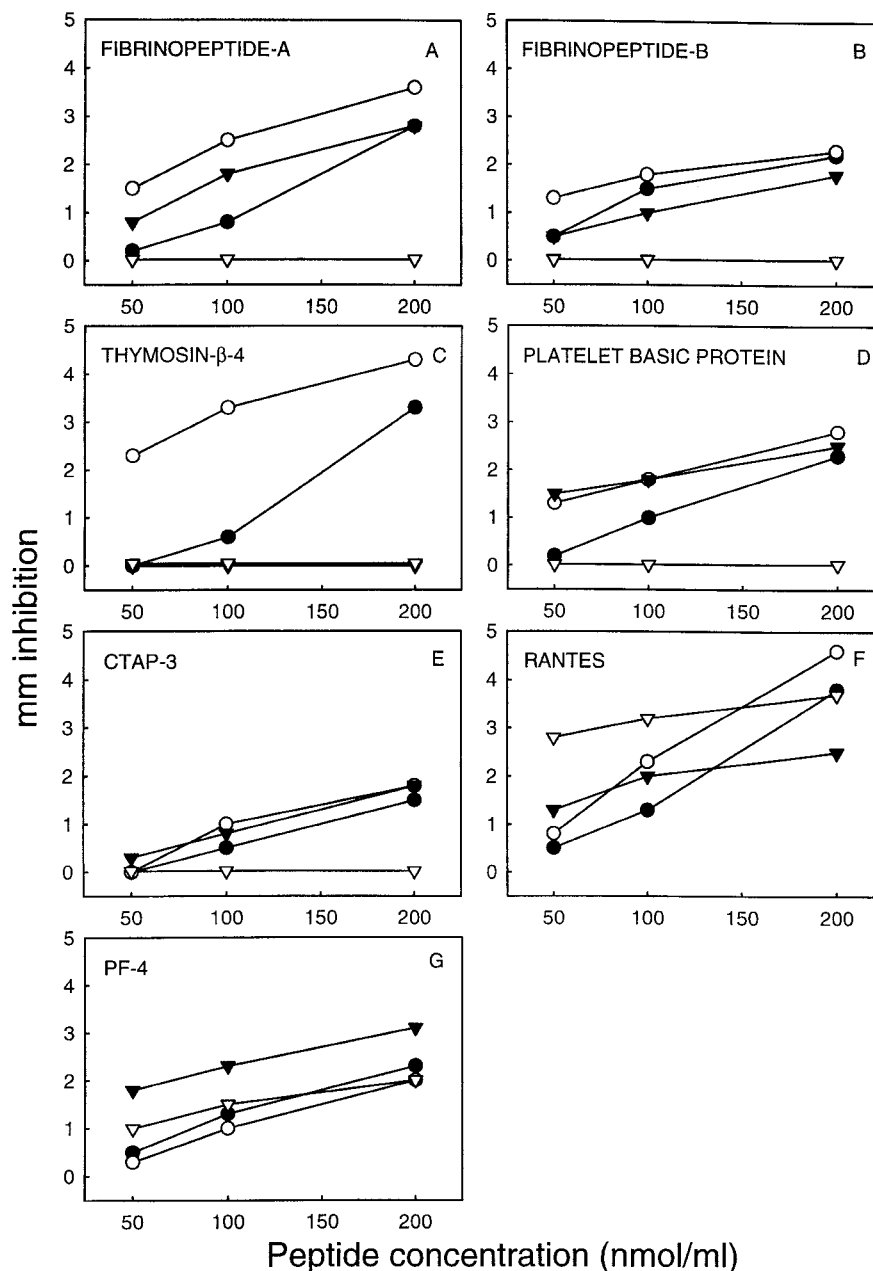 FIBRINOPEPTIDE-A A
5
4
3
2
1
0
50 100 150 200
FIBRINOPEPTIDE-B B
5
4
3
2
1
0
50 100 150 200
THYMOSIN-β-4 C
5
4
3
2
1
0
50 100 150 200
PLATELET BASIC PROTEIN D
5
4
3
2
1
0
50 100 150 200
CTAP-3 E
5
4
3
2
1
0
50 100 150 200
RANTES F
5
4
3
2
1
0
50 100 150 200
PF-4 G
5
4
3
2
1
0
50 100 150 200
mm inhibition
Peptide concentration (nmol/ml)